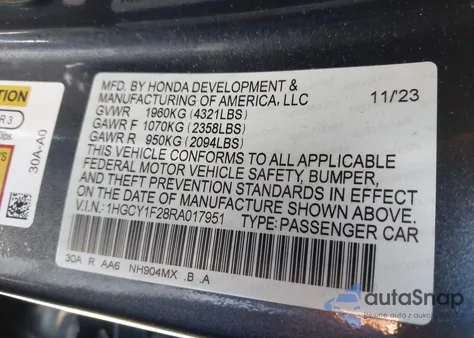 MFD. BY HONDA DEVELOPMENT &
MANUFACTURING OF AMERICA, LLC 11/'23
GVWR 1960KG (4321LBS)
GAWR F 1070KG (2358LBS)
GAWR R 950KG (2094LBS)
THIS VEHICLE CONFORMS TO ALL APPLICABLE
FEDERAL MOTOR VEHICLE SAFETY, BUMPER,
AND THEFT PREVENTION STANDARDS IN EFFECT
ON THE DATE OF MANUFACTURE SHOWN ABOVE.
V.I.N.: 1HGCY1F28RA017951 TYPE: PASSENGER CAR
30A R AA6 NH904MX .B .A
30A-A0
TION
R 3
autoSnap